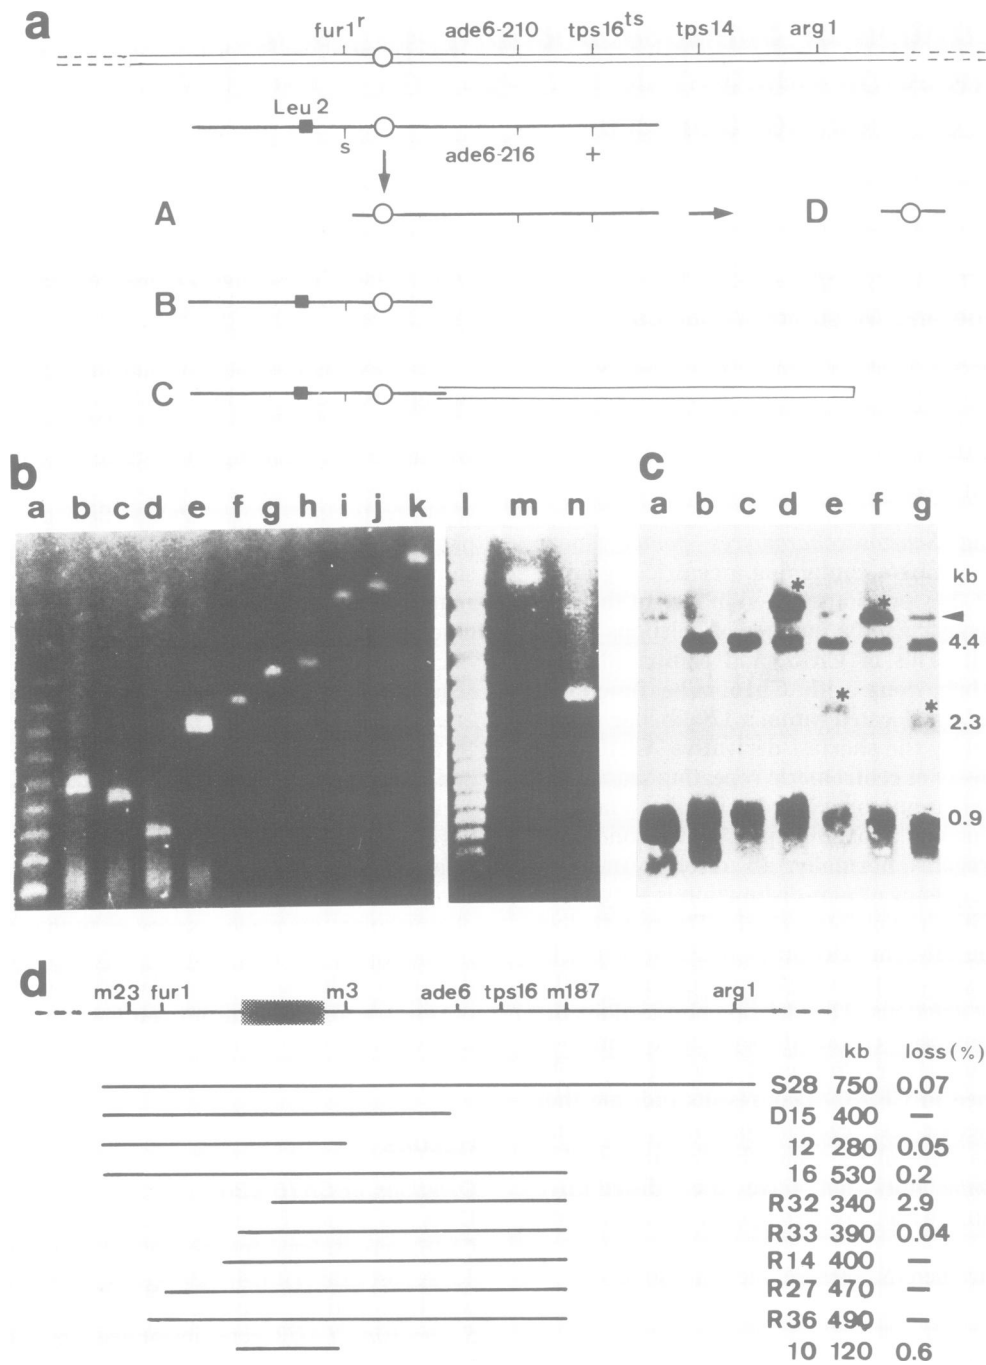 a
fur1r ade6-210 tps16ts tps14 arg1
Leu 2
s ade6-216 +
A D
B
C
b
a b c d e f g h i j k l m n
c
a b c d e f g
kb
* *
4.4
* *
2.3
0.9
d
m23 fur1 m3 ade6 tps16 m187 arg1
kb loss (%)
S28 750 0.07
D15 400 —
12 280 0.05
16 530 0.2
R32 340 2.9
R33 390 0.04
R14 400 —
R27 470 —
R36 490 —
10 120 0.6